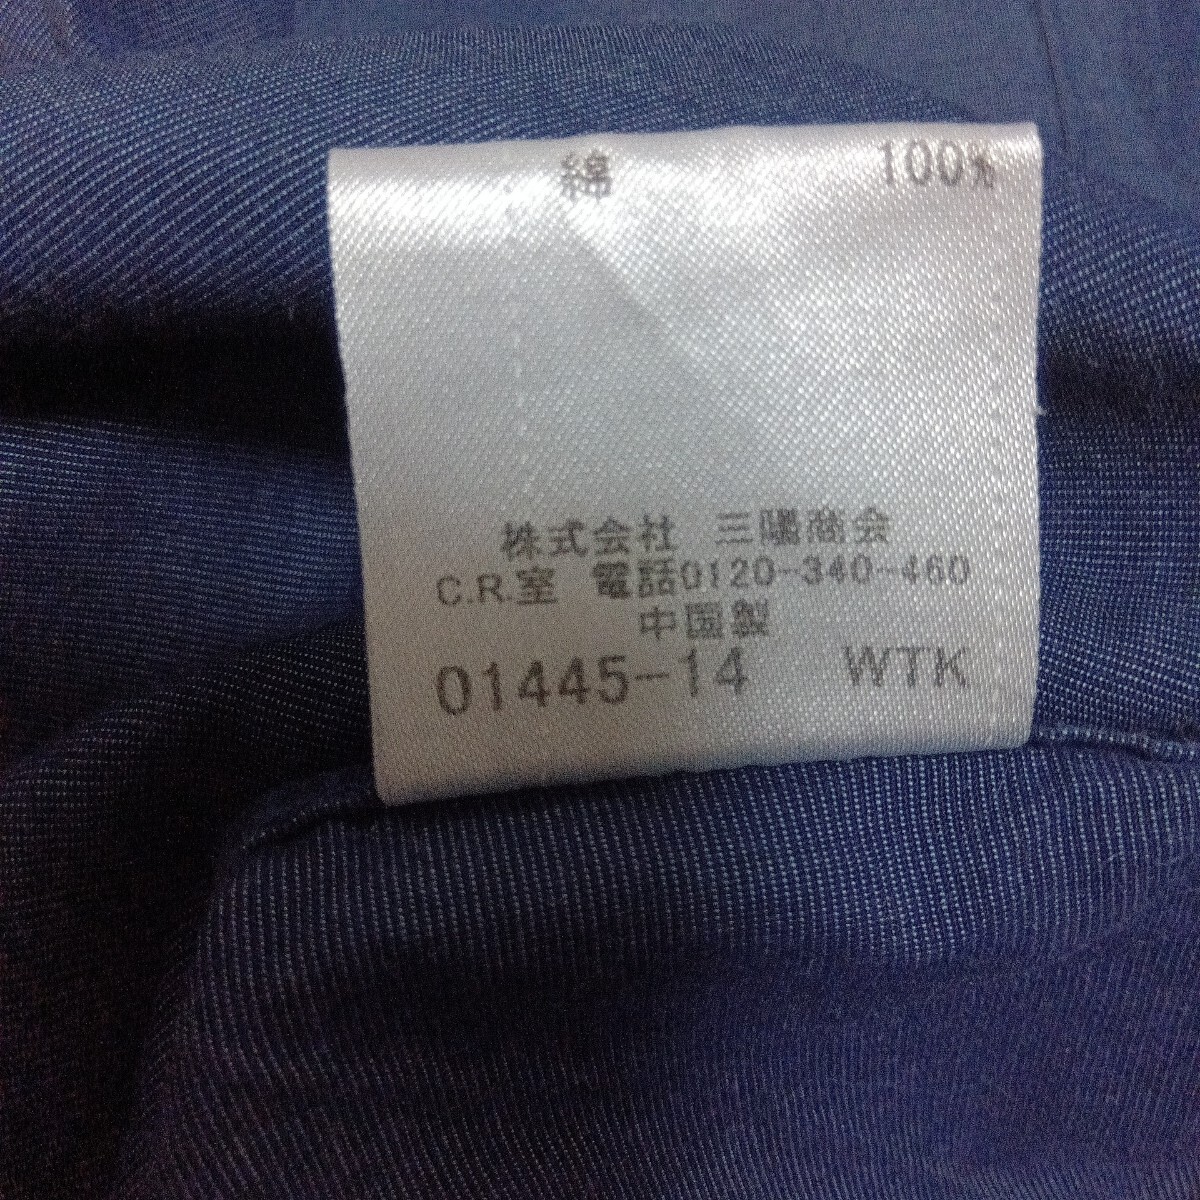 綿 100%
株式会社 三陽商会
C.R.室 電話0120-340-460
中国製
01445-14 WTK